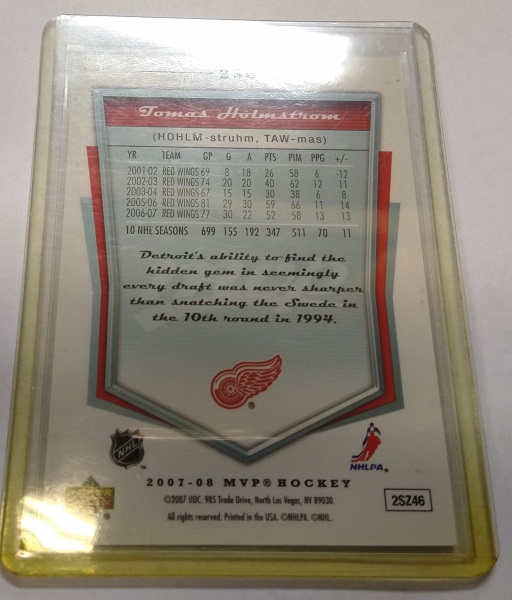 Tomas Holmstrom
(HOHLM-struhm, TAW-mas)
YR TEAM GP G A PTS PIM PPG +/-
2001-02 RED WINGS 69 8 18 26 58 6 -12
2002-03 RED WINGS 74 20 20 40 62 12 11
2003-04 RED WINGS 67 15 15 30 38 6 8
2005-06 RED WINGS 81 29 30 59 66 11 14
2006-07 RED WINGS 77 30 22 52 58 13 13
10 NHL SEASONS 699 155 192 347 511 70 11
Detroit's ability to find the
hidden gem in seemingly
every draft was never sharper
than snatching the Swede in
the 10th round in 1994.
®
NHL
NHLPA
2007-08 MVP® HOCKEY
©2007 UDC. 985 Trade Drive, North Las Vegas, NV 89030.
All rights reserved. Printed in the USA. ©NHLPA. ©NHL.
2SZ46